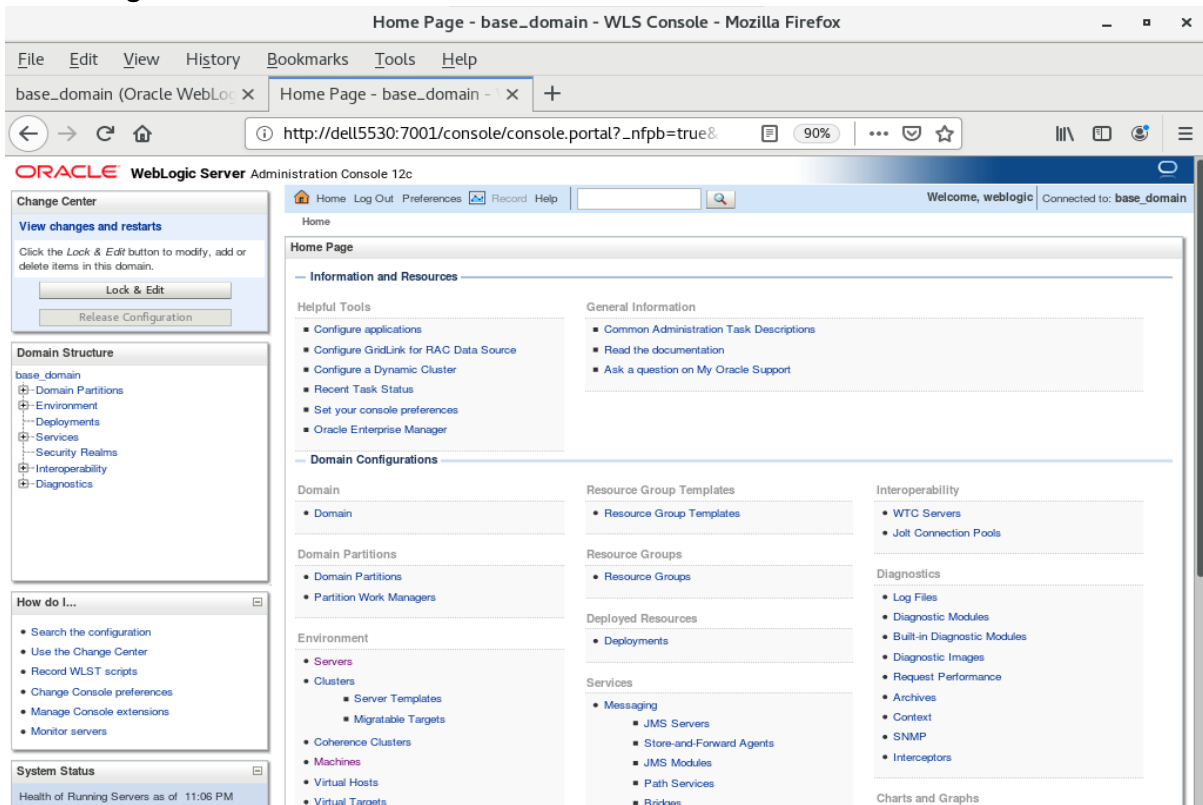 Home Page - base_domain - WLS Console - Mozilla Firefox
File Edit View History Bookmarks Tools Help
base_domain (Oracle WebLog
Home Page - base_domain -
http://dell5530:7001/console/console.portal?_nfpb=true&
90%
ORACLE WebLogic Server Administration Console 12c
Change Center
View changes and restarts
Click the Lock & Edit button to modify, add or
delete items in this domain.
Lock & Edit
Release Configuration
Domain Structure
base_domain
Domain Partitions
Environment
Deployments
Services
Security Realms
Interoperability
Diagnostics
How do I...
Search the configuration
Use the Change Center
Record WLST scripts
Change Console preferences
Manage Console extensions
Monitor servers
System Status
Health of Running Servers as of 11:06 PM
Home Log Out Preferences Record Help
Welcome, weblogic
Connected to: base_domain
Home
Home Page
Information and Resources
Helpful Tools
Configure applications
Configure GridLink for RAC Data Source
Configure a Dynamic Cluster
Recent Task Status
Set your console preferences
Oracle Enterprise Manager
General Information
Common Administration Task Descriptions
Read the documentation
Ask a question on My Oracle Support
Domain Configurations
Domain
Domain
Domain Partitions
Domain Partitions
Partition Work Managers
Environment
Servers
Clusters
Server Templates
Migratable Targets
Coherence Clusters
Machines
Virtual Hosts
Virtual Targets
Resource Group Templates
Resource Group Templates
Resource Groups
Resource Groups
Deployed Resources
Deployments
Services
Messaging
JMS Servers
Store-and-Forward Agents
JMS Modules
Path Services
Bridges
Interoperability
WTC Servers
Jolt Connection Pools
Diagnostics
Log Files
Diagnostic Modules
Built-in Diagnostic Modules
Diagnostic Images
Request Performance
Archives
Context
SNMP
Interceptors
Charts and Graphs